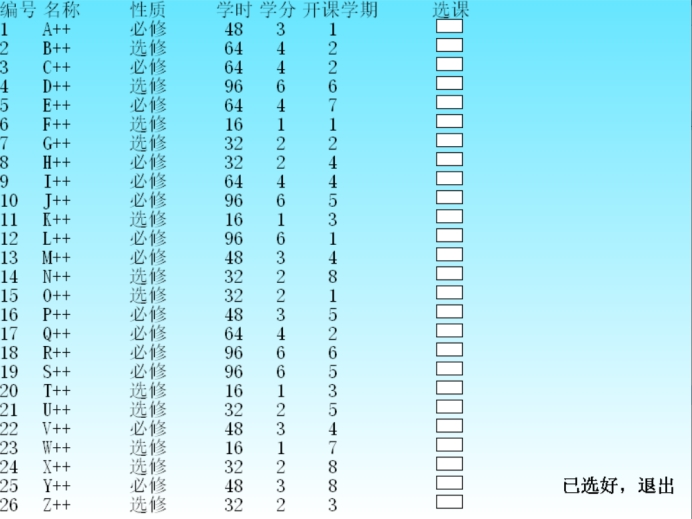 编号 名称 性质 学时 学分 开课学期 选课
1 A++ 必修 48 3 1
2 B++ 选修 64 4 2
3 C++ 必修 64 4 2
4 D++ 选修 96 6 6
5 E++ 必修 64 4 7
6 F++ 选修 16 1 1
7 G++ 选修 32 2 2
8 H++ 必修 32 2 4
9 I++ 必修 64 4 4
10 J++ 必修 96 6 5
11 K++ 选修 16 1 3
12 L++ 必修 96 6 1
13 M++ 必修 48 3 4
14 N++ 选修 32 2 8
15 O++ 选修 32 2 1
16 P++ 必修 48 3 5
17 Q++ 必修 64 4 2
18 R++ 必修 96 6 6
19 S++ 必修 96 6 5
20 T++ 选修 16 1 3
21 U++ 选修 32 2 5
22 V++ 必修 48 3 4
23 W++ 选修 16 1 7
24 X++ 选修 32 2 8
25 Y++ 必修 48 3 8
26 Z++ 选修 32 2 3
已选好，退出